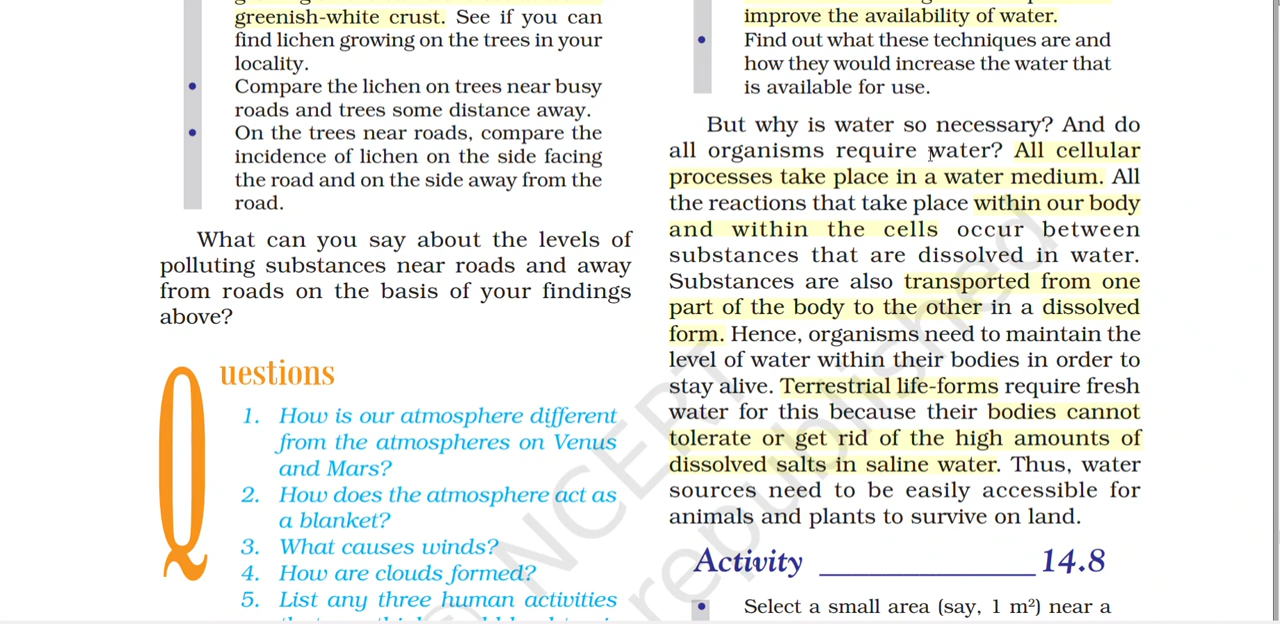 greenish-white crust. See if you can
find lichen growing on the trees in your
locality.
• Compare the lichen on trees near busy
roads and trees some distance away.
• On the trees near roads, compare the
incidence of lichen on the side facing
the road and on the side away from the
road.
What can you say about the levels of
polluting substances near roads and away
from roads on the basis of your findings
above?
Questions
1. How is our atmosphere different
from the atmospheres on Venus
and Mars?
2. How does the atmosphere act as
a blanket?
3. What causes winds?
4. How are clouds formed?
5. List any three human activities
improve the availability of water.
• Find out what these techniques are and
how they would increase the water that
is available for use.
But why is water so necessary? And do
all organisms require water? All cellular
processes take place in a water medium. All
the reactions that take place within our body
and within the cells occur between
substances that are dissolved in water.
Substances are also transported from one
part of the body to the other in a dissolved
form. Hence, organisms need to maintain the
level of water within their bodies in order to
stay alive. Terrestrial life-forms require fresh
water for this because their bodies cannot
tolerate or get rid of the high amounts of
dissolved salts in saline water. Thus, water
sources need to be easily accessible for
animals and plants to survive on land.
Activity ______________ 14.8
• Select a small area (say, 1 m²) near a
© NCERT
republished